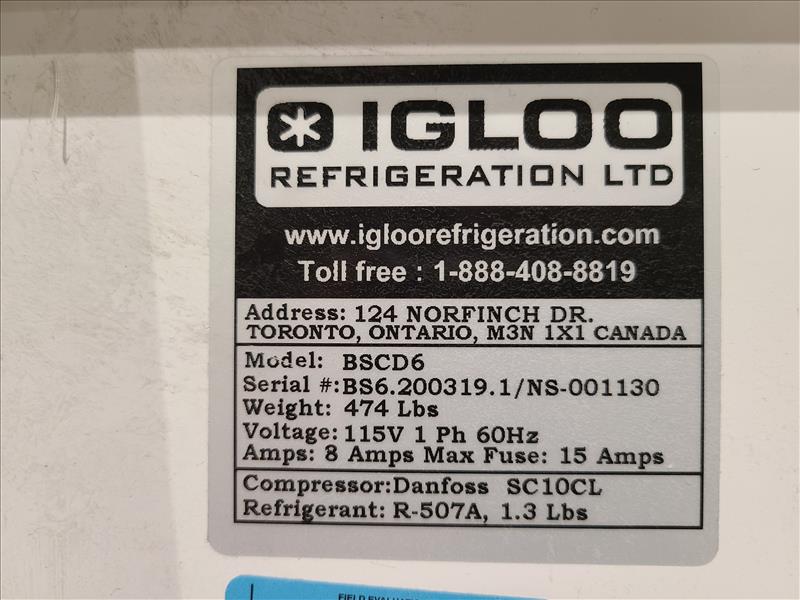 IGLOO
REFRIGERATION LTD
www.igloorefrigeration.com
Toll free : 1-888-408-8819
Address: 124 NORFINCH DR.
TORONTO, ONTARIO, M3N 1X1 CANADA
Model: BSCD6
Serial #:BS6.200319.1/NS-001130
Weight: 474 Lbs
Voltage: 115V 1 Ph 60Hz
Amps: 8 Amps Max Fuse: 15 Amps
Compressor:Danfoss SC10CL
Refrigerant: R-507A, 1.3 Lbs
FIELD